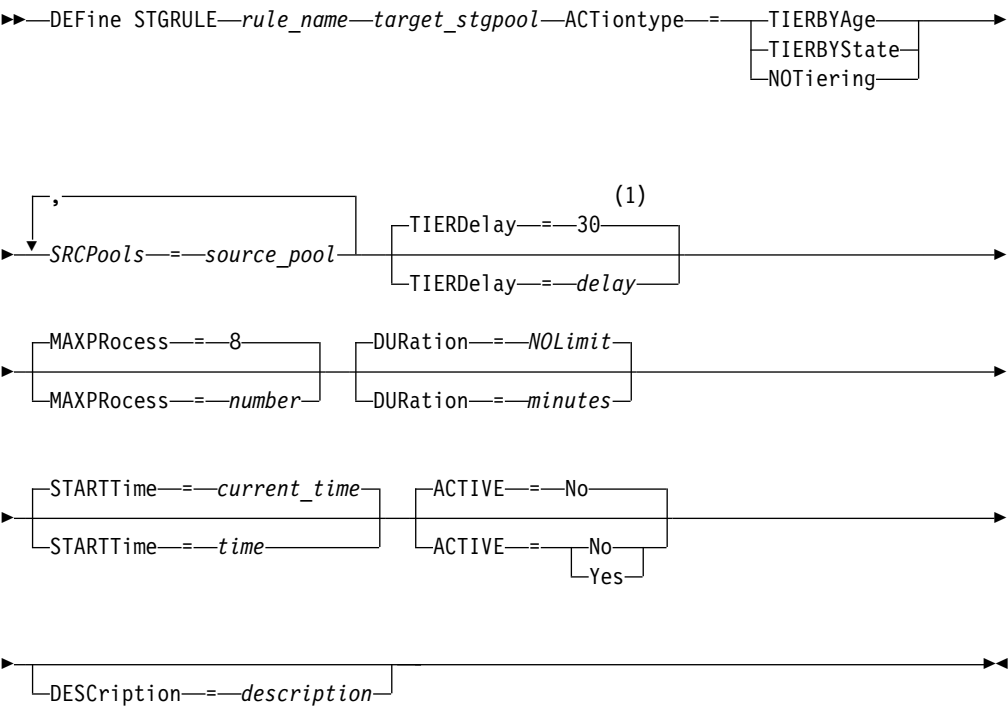 DEFine STGRULE rule_name target_stgpool ACTiontype = TIERBYAge
TIERBYState
NOTiering
,
(1)
TIERDelay = 30
SRCPools = source_pool
TIERDelay = delay
MAXPRocess = 8 DURation = NOLimit
MAXPRocess = number DURation = minutes
STARTTime = current_time ACTIVE = No
STARTTime = time ACTIVE = No
Yes
DESCription = description